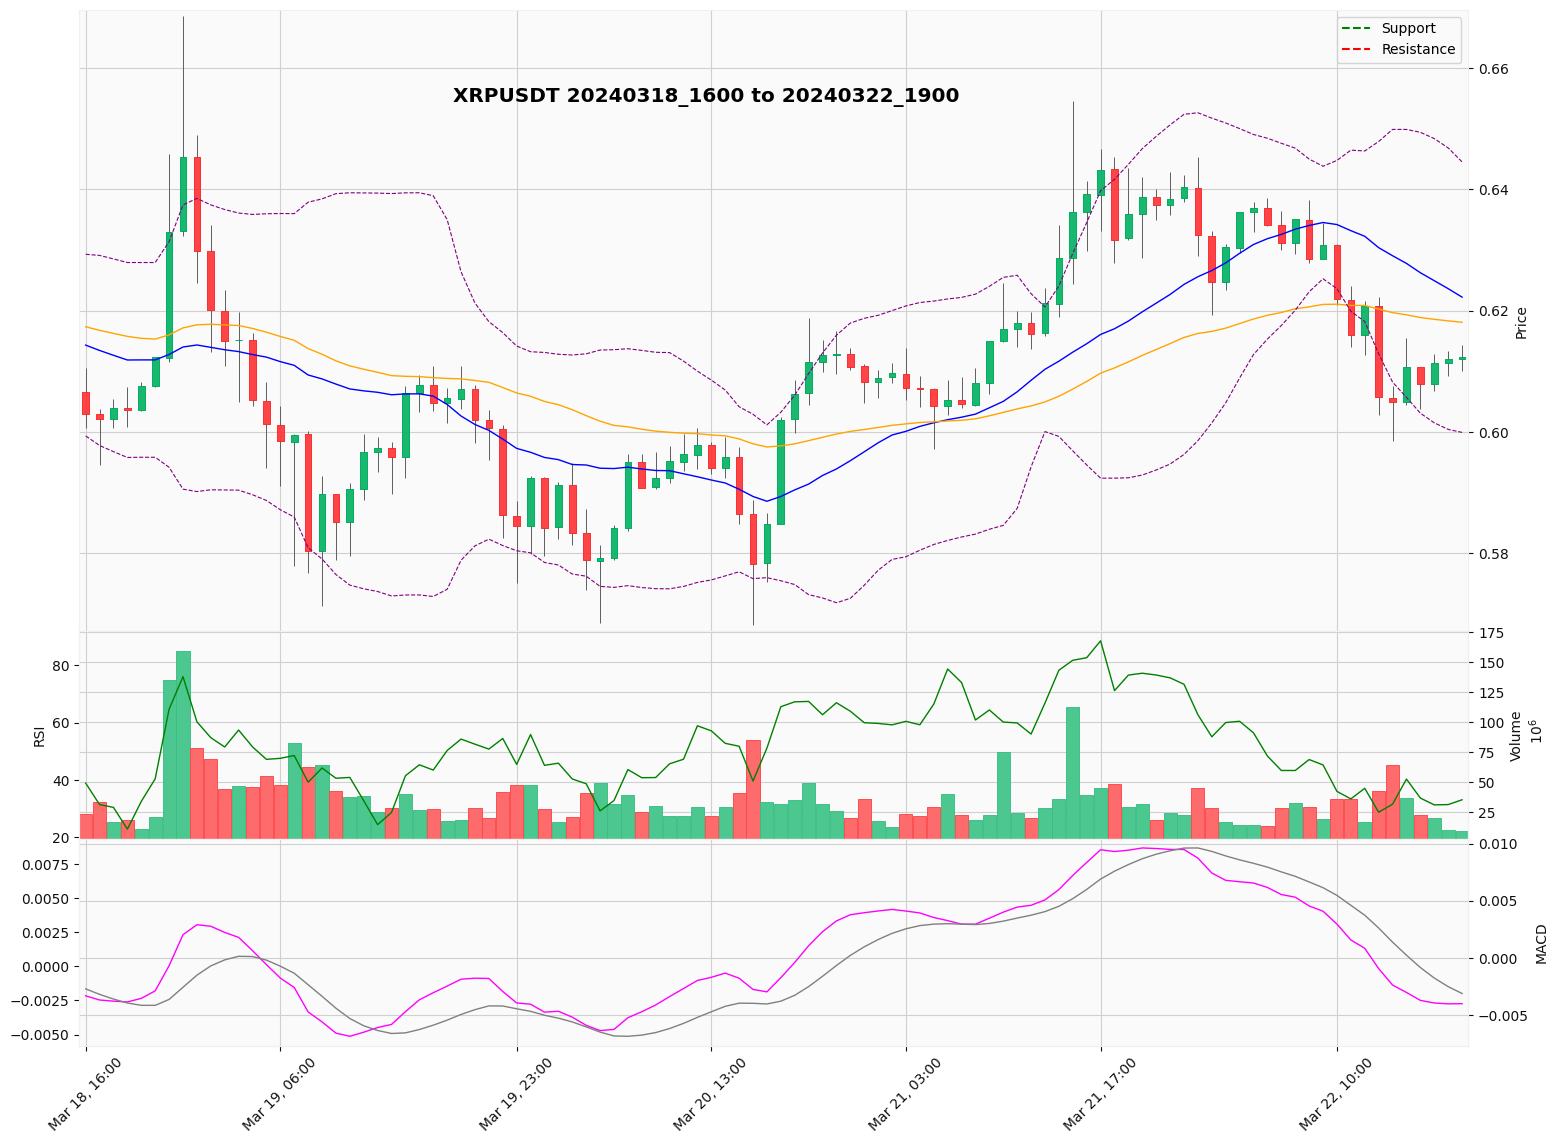 XRPUSDT 20240318_1600 to 20240322_1900
Support
Resistance
0.66
0.64
0.62
0.60
0.58
Price
80
60
40
20
RSI
175
150
125
100
75
50
25
Volume
10^6
0.0075
0.0050
0.0025
0.0000
−0.0025
−0.0050
0.010
0.005
0.000
−0.005
MACD
Mar 18, 16:00
Mar 19, 06:00
Mar 19, 23:00
Mar 20, 13:00
Mar 21, 03:00
Mar 21, 17:00
Mar 22, 10:00